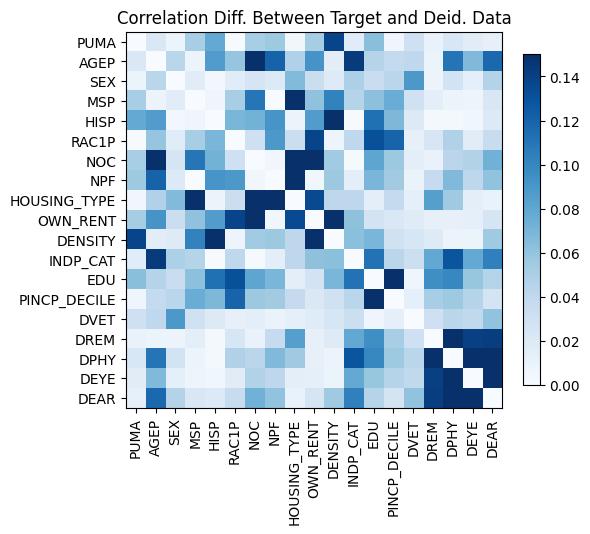 Correlation Diff. Between Target and Deid. Data
PUMA
AGEP
SEX
MSP
HISP
RAC1P
NOC
NPF
HOUSING_TYPE
OWN_RENT
DENSITY
INDP_CAT
EDU
PINCP_DECILE
DVET
DREM
DPHY
DEYE
DEAR
PUMA
AGEP
SEX
MSP
HISP
RAC1P
NOC
NPF
HOUSING_TYPE
OWN_RENT
DENSITY
INDP_CAT
EDU
PINCP_DECILE
DVET
DREM
DPHY
DEYE
DEAR
0.14
0.12
0.10
0.08
0.06
0.04
0.02
0.00